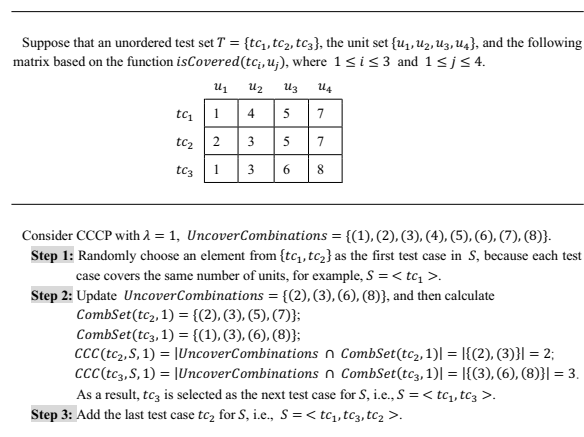 Suppose that an unordered test set T = {tc₁, tc₂, tc₃}, the unit set {u₁, u₂, u₃, u₄}, and the following
matrix based on the function isCovered(tcᵢ, uⱼ), where 1 ≤ i ≤ 3 and 1 ≤ j ≤ 4.
u₁ u₂ u₃ u₄
tc₁ 1 4 5 7
tc₂ 2 3 5 7
tc₃ 1 3 6 8
Consider CCCP with λ = 1, UncoverCombinations = {(1), (2), (3), (4), (5), (6), (7), (8)}.
Step 1: Randomly choose an element from {tc₁, tc₂} as the first test case in S, because each test
case covers the same number of units, for example, S = < tc₁ >.
Step 2: Update UncoverCombinations = {(2), (3), (6), (8)}, and then calculate
CombSet(tc₂, 1) = {(2), (3), (5), (7)};
CombSet(tc₃, 1) = {(1), (3), (6), (8)};
CCC(tc₂, S, 1) = |UncoverCombinations ∩ CombSet(tc₂, 1)| = |{(2), (3)}| = 2;
CCC(tc₃, S, 1) = |UncoverCombinations ∩ CombSet(tc₃, 1)| = |{(3), (6), (8)}| = 3.
As a result, tc₃ is selected as the next test case for S, i.e., S = < tc₁, tc₃ >.
Step 3: Add the last test case tc₂ for S, i.e., S = < tc₁, tc₃, tc₂ >.